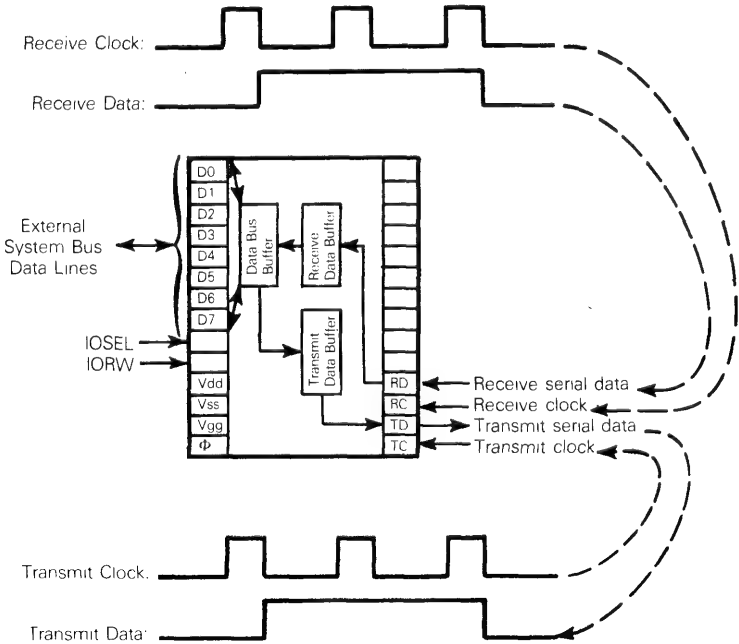 Receive Clock:
Receive Data:
D0
D1
D2
D3
D4
D5
D6
D7
External
System Bus
Data Lines
Data Bus
Buffer
Receive
Data Buffer
Transmit
Data Buffer
IOSEL
IORW
Vdd
Vss
Vgg
Φ
RD
RC
TD
TC
Receive serial data
Receive clock
Transmit serial data
Transmit clock
Transmit Clock.
Transmit Data: